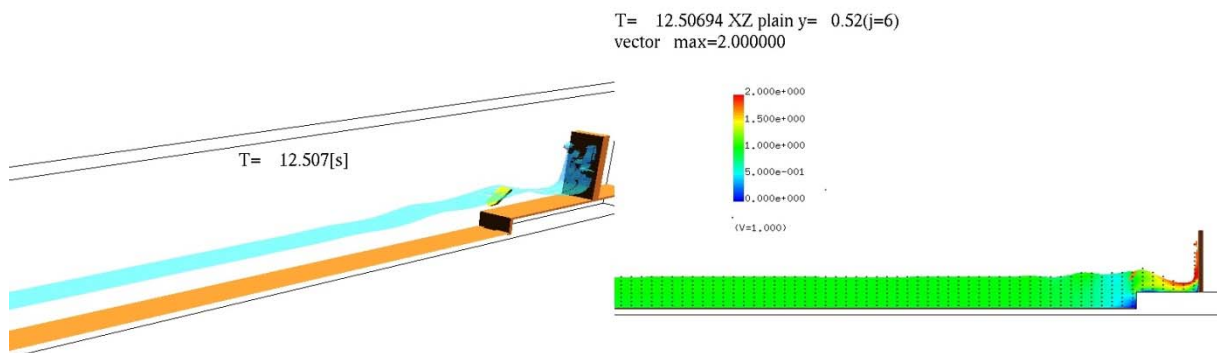 T= 12.507[s]
T= 12.50694 XZ plain y= 0.52(j=6)
vector max=2.000000
2.000e+000
1.500e+000
1.000e+000
5.000e-001
0.000e+000
(V=1.000)